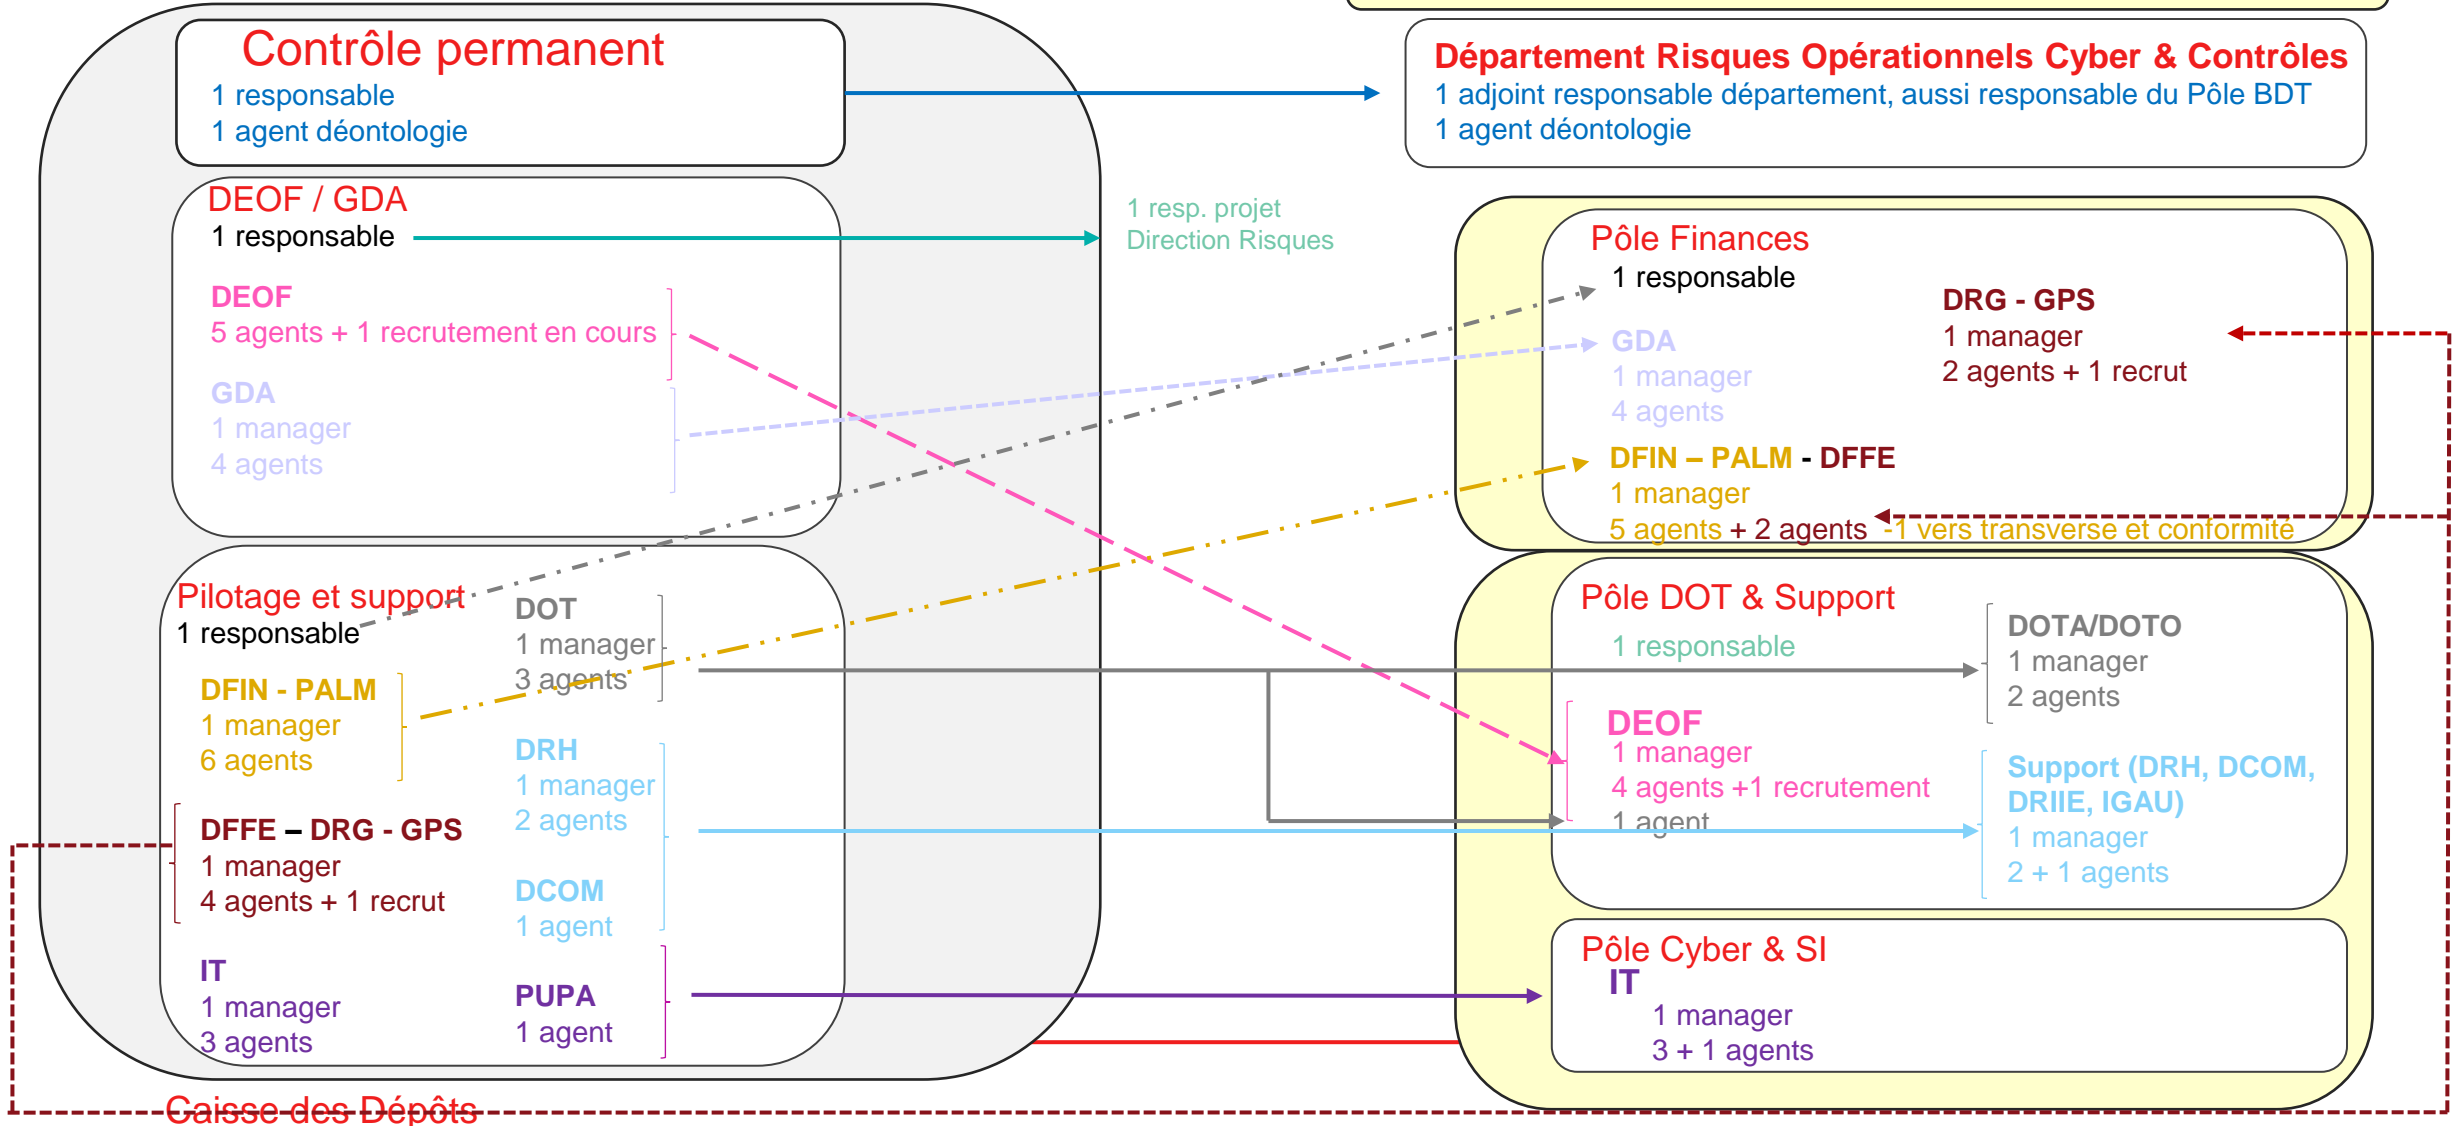 Contrôle permanent
1 responsable
1 agent déontologie
DEOF / GDA
1 responsable
DEOF
5 agents + 1 recrutement en cours
GDA
1 manager
4 agents
Pilotage et support
1 responsable
DFIN - PALM
1 manager
6 agents
DFFE – DRG - GPS
1 manager
4 agents + 1 recrut
IT
1 manager
3 agents
DOT
1 manager
3 agents
DRH
1 manager
2 agents
DCOM
1 agent
PUPA
1 agent
Caisse des Dépôts
1 resp. projet
Direction Risques
Département Risques Opérationnels Cyber & Contrôles
1 adjoint responsable département, aussi responsable du Pôle BDT
1 agent déontologie
Pôle Finances
1 responsable
GDA
1 manager
4 agents
DRG - GPS
1 manager
2 agents + 1 recrut
DFIN – PALM - DFFE
1 manager
5 agents + 2 agents -1 vers transverse et conformité
Pôle DOT & Support
1 responsable
DEOF
1 manager
4 agents +1 recrutement
1 agent
DOTA/DOTO
1 manager
2 agents
Support (DRH, DCOM,
DRIIE, IGAU)
1 manager
2 + 1 agents
Pôle Cyber & SI
IT
1 manager
3 + 1 agents